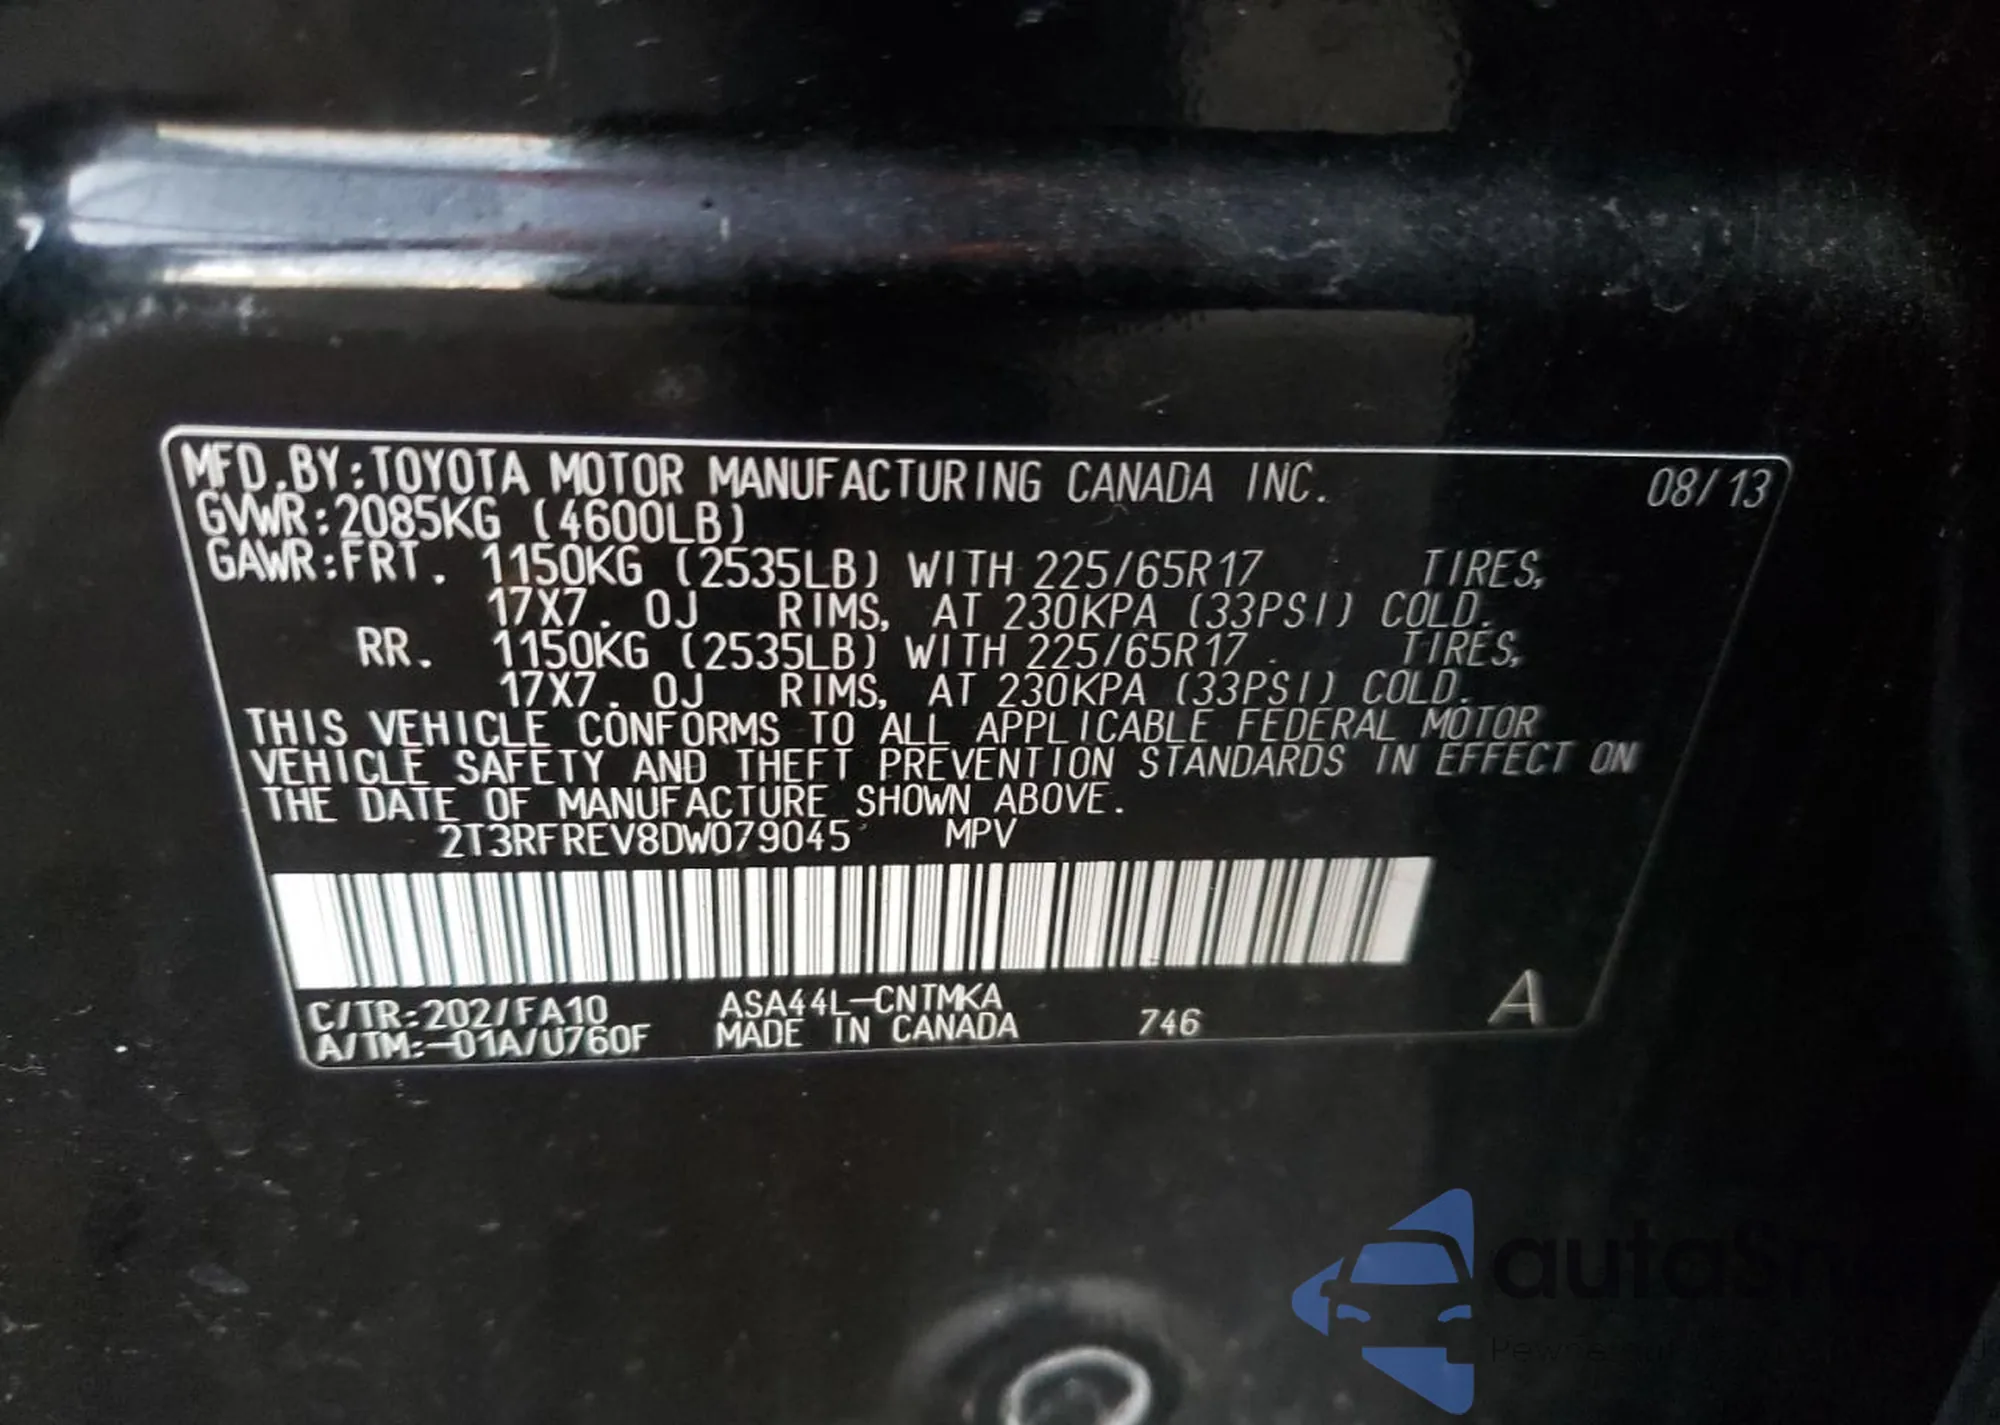 MFD.BY:TOYOTA MOTOR MANUFACTURING CANADA INC. 08/13
GVWR:2085KG (4600LB)
GAWR:FRT. 1150KG (2535LB) WITH 225/65R17 TIRES,
17X7. 0J RIMS, AT 230KPA (33PSI) COLD.
RR. 1150KG (2535LB) WITH 225/65R17 TIRES,
17X7. 0J RIMS, AT 230KPA (33PSI) COLD.
THIS VEHICLE CONFORMS TO ALL APPLICABLE FEDERAL MOTOR
VEHICLE SAFETY AND THEFT PREVENTION STANDARDS IN EFFECT ON
THE DATE OF MANUFACTURE SHOWN ABOVE.
2T3RFREV8DW079045 MPV
C/TR:202/FA10 ASA44L-CNTMKA
A/TM:-01A/U760F MADE IN CANADA 746 A